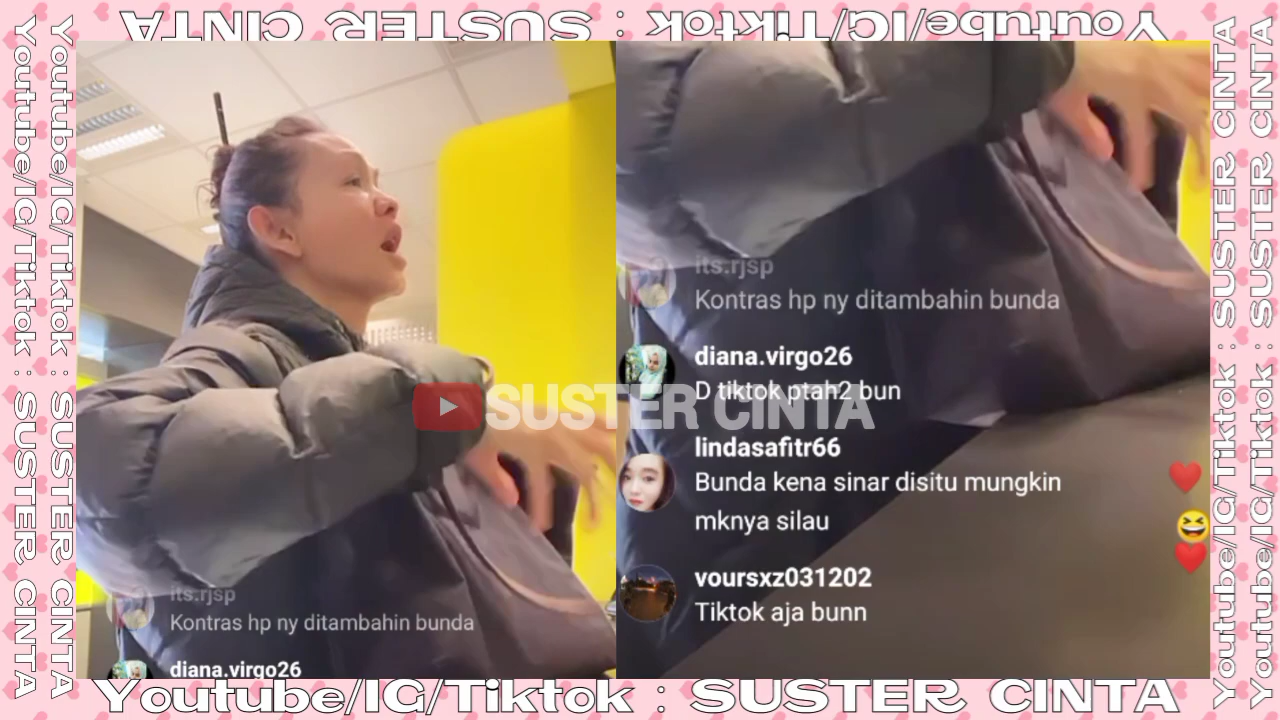 Youtube/IG/Tiktok : SUSTER CINTA
Youtube/IG/Tiktok : SUSTER CINTA
Youtube/IG/Tiktok : SUSTER CINTA
its.rjsp
Kontras hp ny ditambahin bunda
diana.virgo26
SUSTER CINTA
its.rjsp
Kontras hp ny ditambahin bunda
diana.virgo26
D tiktok ptah2 bun
lindasafitr66
Bunda kena sinar disitu mungkin
mknya silau
voursxz031202
Tiktok aja bunn
Youtube/IG/Tiktok : SUSTER CINTA
Youtube/IG/Tiktok : SUSTER CINTA
Youtube/IG/Tiktok : SUSTER CINTA